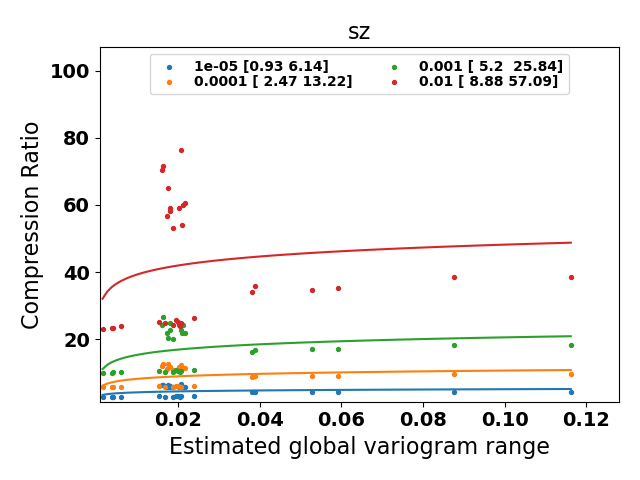 sz
1e-05 [0.93 6.14]
0.0001 [ 2.47 13.22]
0.001 [ 5.2  25.84]
0.01 [ 8.88 57.09]
Compression Ratio
100
80
60
40
20
0.02 0.04 0.06 0.08 0.10 0.12
Estimated global variogram range